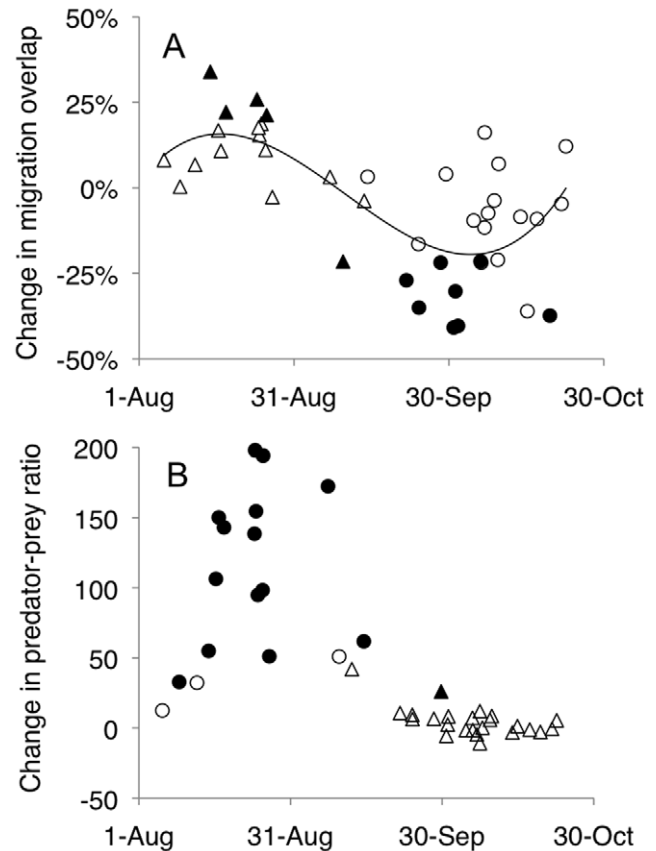 A
Change in migration overlap
50%
25%
0%
-25%
-50%
1-Aug 31-Aug 30-Sep 30-Oct
B
Change in predator-prey ratio
200
150
100
50
0
-50
1-Aug 31-Aug 30-Sep 30-Oct